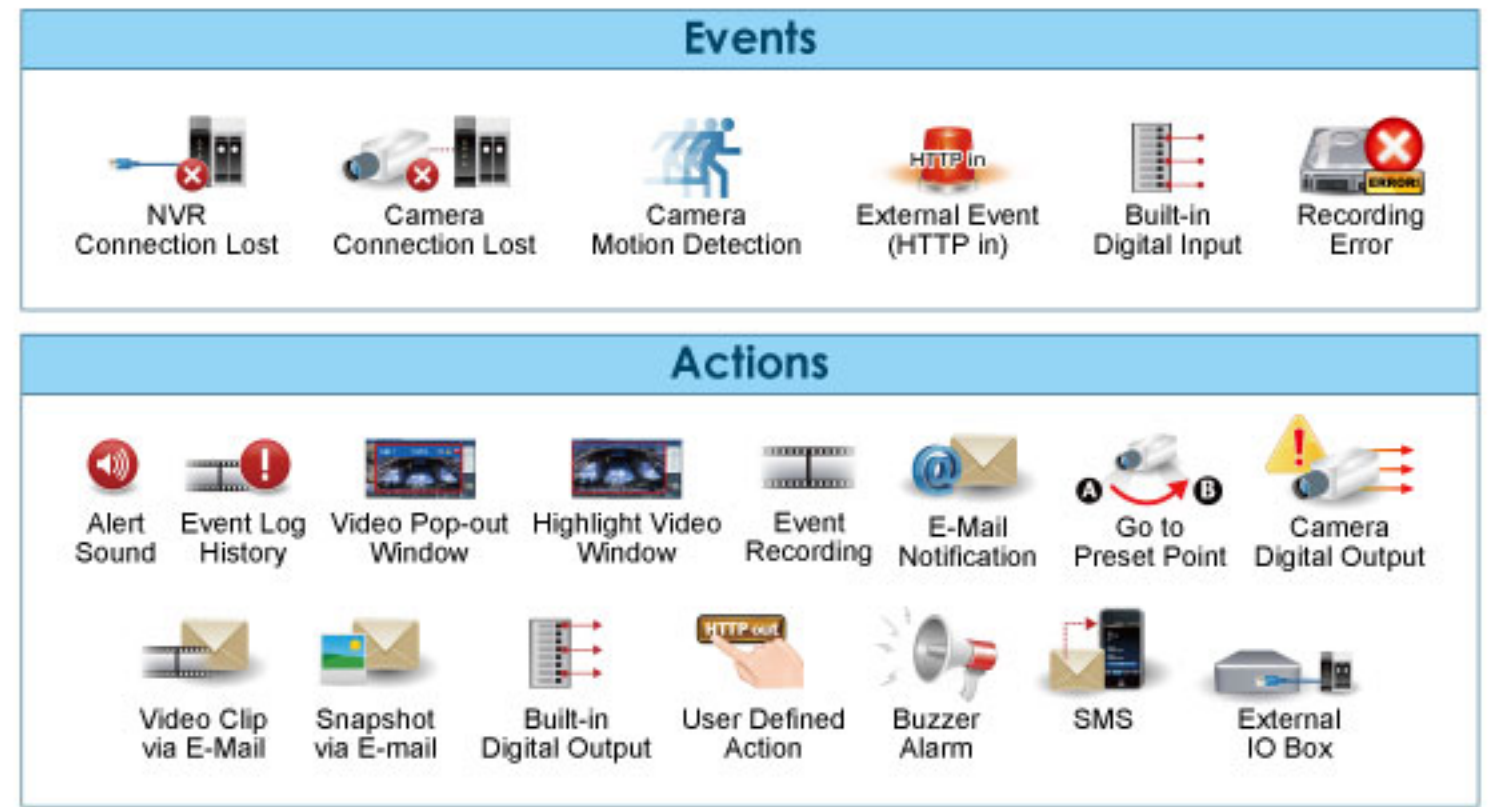 Events
NVR
Connection Lost
Camera
Connection Lost
Camera
Motion Detection
HTTP in
External Event
(HTTP in)
Built-in
Digital Input
ERROR!
Recording
Error
Actions
Alert
Sound
Event Log
History
Video Pop-out
Window
Highlight Video
Window
Event
Recording
@
E-Mail
Notification
A
B
Go to
Preset Point
Camera
Digital Output
Video Clip
via E-Mail
Snapshot
via E-mail
Built-in
Digital Output
HTTP out
User Defined
Action
Buzzer
Alarm
SMS
External
IO Box